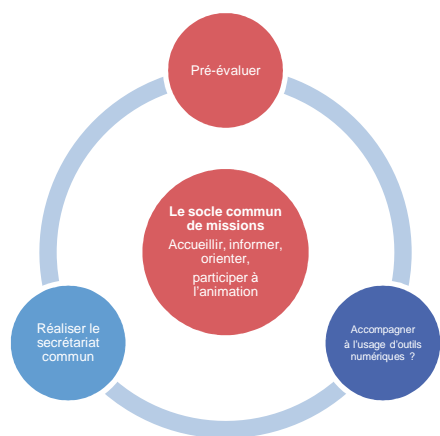 Pré-évaluer
Le socle commun
de missions
Accueillir, informer,
orienter,
participer à
l'animation
Réaliser le
secrétariat
commun
Accompagner
à l'usage d'outils
numériques ?